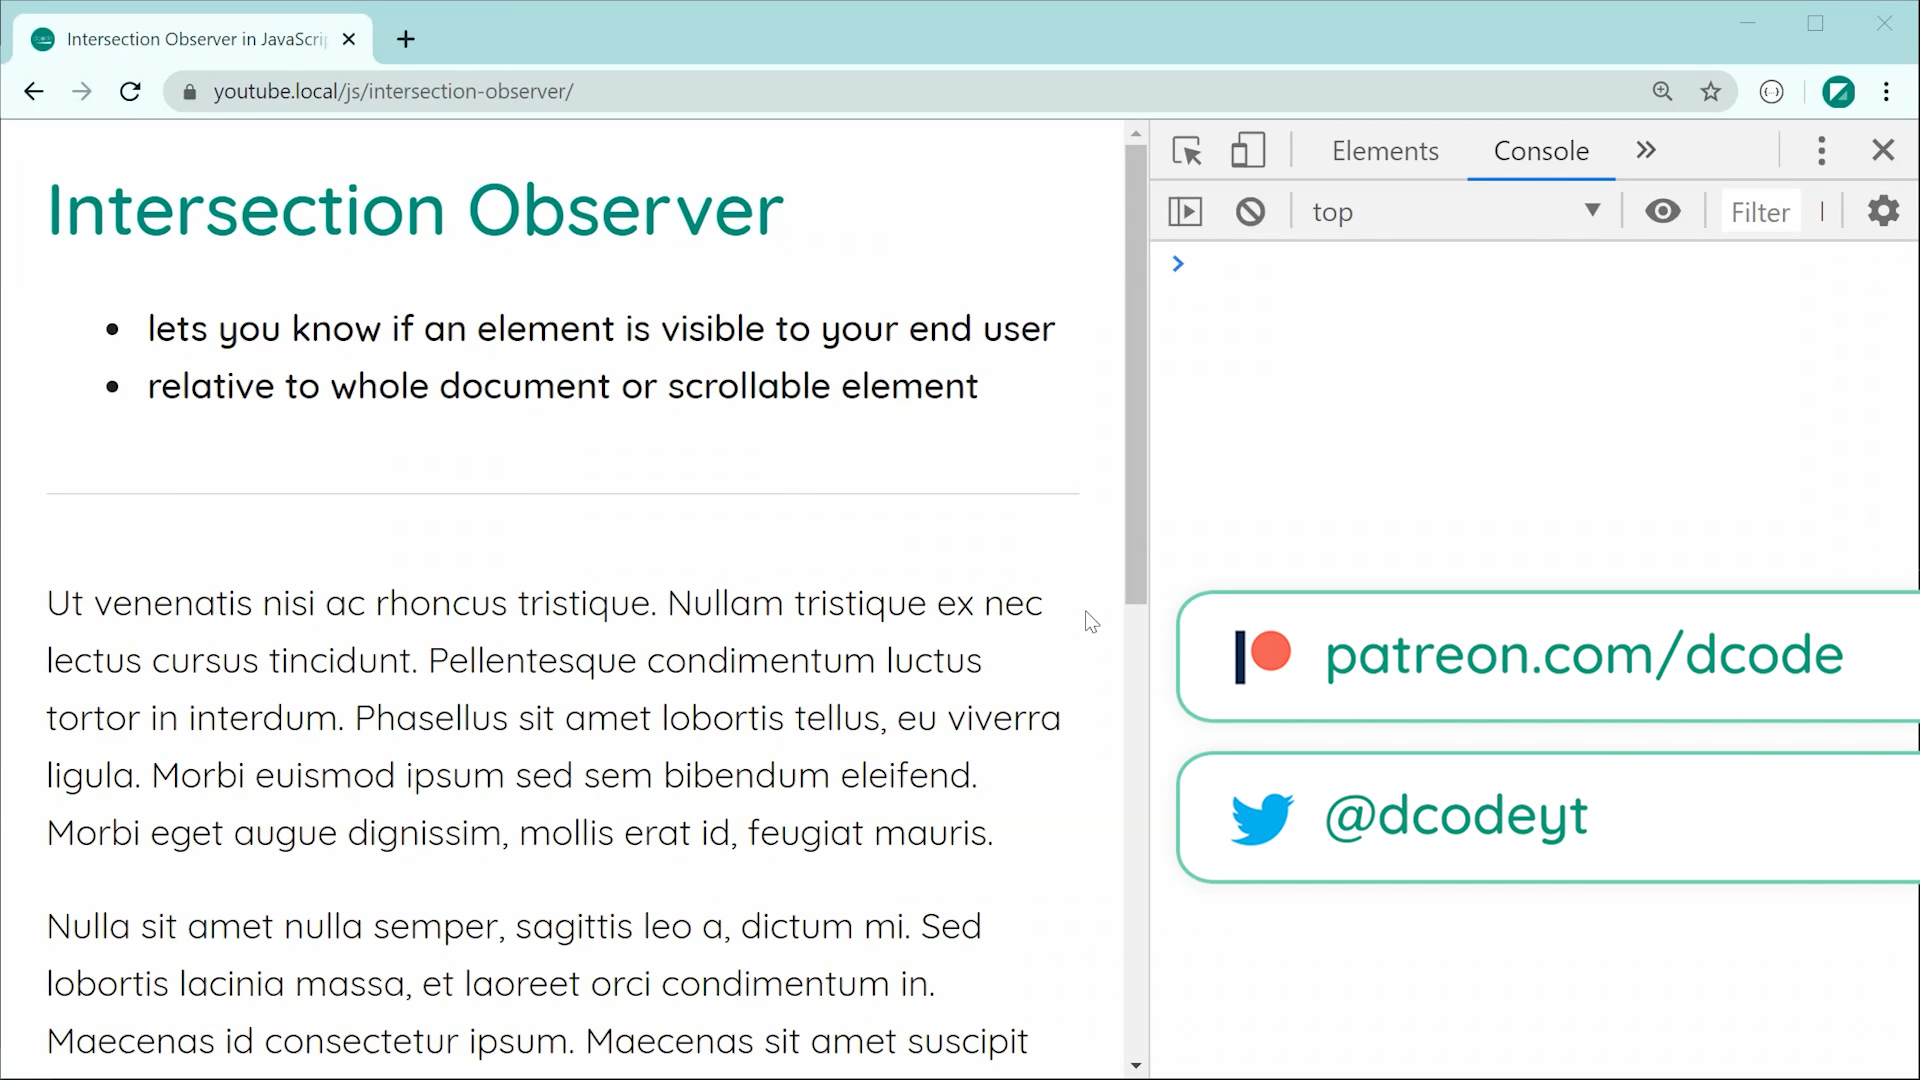 Intersection Observer in JavaScri
youtube.local/js/intersection-observer/
Intersection Observer
• lets you know if an element is visible to your end user
• relative to whole document or scrollable element
Ut venenatis nisi ac rhoncus tristique. Nullam tristique ex nec
lectus cursus tincidunt. Pellentesque condimentum luctus
tortor in interdum. Phasellus sit amet lobortis tellus, eu viverra
ligula. Morbi euismod ipsum sed sem bibendum eleifend.
Morbi eget augue dignissim, mollis erat id, feugiat mauris.
Nulla sit amet nulla semper, sagittis leo a, dictum mi. Sed
lobortis lacinia massa, et laoreet orci condimentum in.
Maecenas id consectetur ipsum. Maecenas sit amet suscipit
Elements Console
top Filter
patreon.com/dcode
@dcodeyt